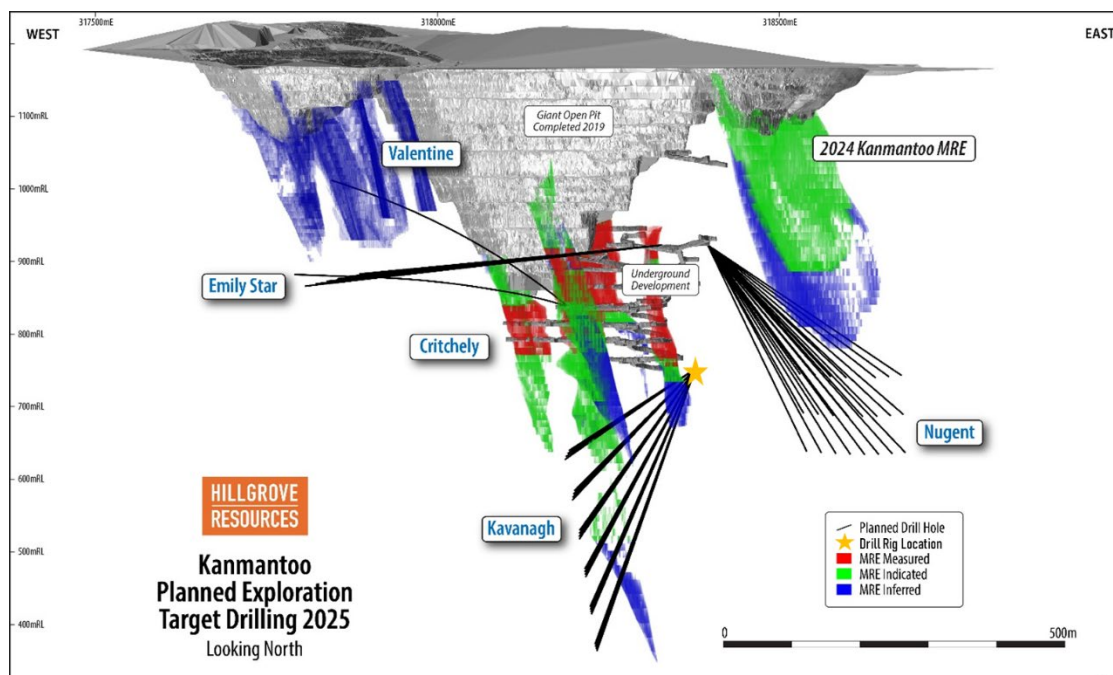 317500mE
318000mE
318500mE
WEST
EAST
1100mRL
1000mRL
900mRL
800mRL
700mRL
600mRL
500mRL
400mRL
Giant Open Pit
Completed 2019
Valentine
2024 Kanmantoo MRE
Emily Star
Underground
Development
Critchely
Nugent
Kavanagh
HILLGROVE
RESOURCES
Kanmantoo
Planned Exploration
Target Drilling 2025
Looking North
Planned Drill Hole
Drill Rig Location
MRE Measured
MRE Indicated
MRE Inferred
0
500m